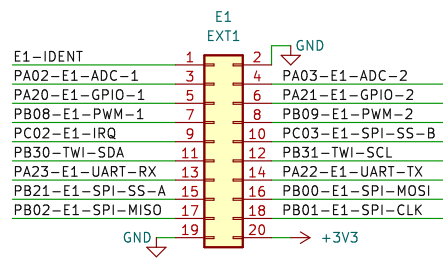 E1
EXT1
E1-IDENT 1 2 GND
PA02-E1-ADC-1 3 4 PA03-E1-ADC-2
PA20-E1-GPIO-1 5 6 PA21-E1-GPIO-2
PB08-E1-PWM-1 7 8 PB09-E1-PWM-2
PC02-E1-IRQ 9 10 PC03-E1-SPI-SS-B
PB30-TWI-SDA 11 12 PB31-TWI-SCL
PA23-E1-UART-RX 13 14 PA22-E1-UART-TX
PB21-E1-SPI-SS-A 15 16 PB00-E1-SPI-MOSI
PB02-E1-SPI-MISO 17 18 PB01-E1-SPI-CLK
GND 19 20 +3V3